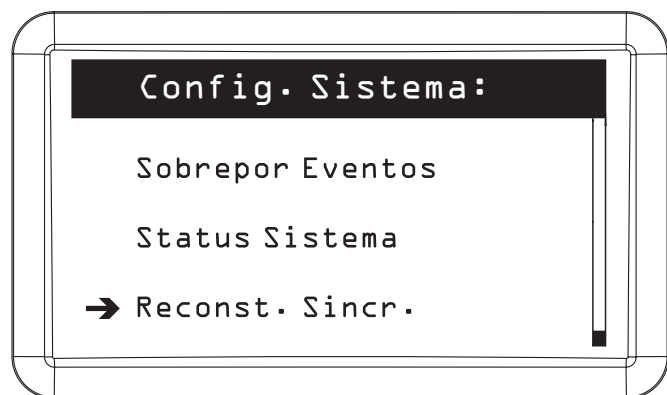 Config. Sistema:
Sobrepor Eventos
Status Sistema
→ Reconst. Sincr.